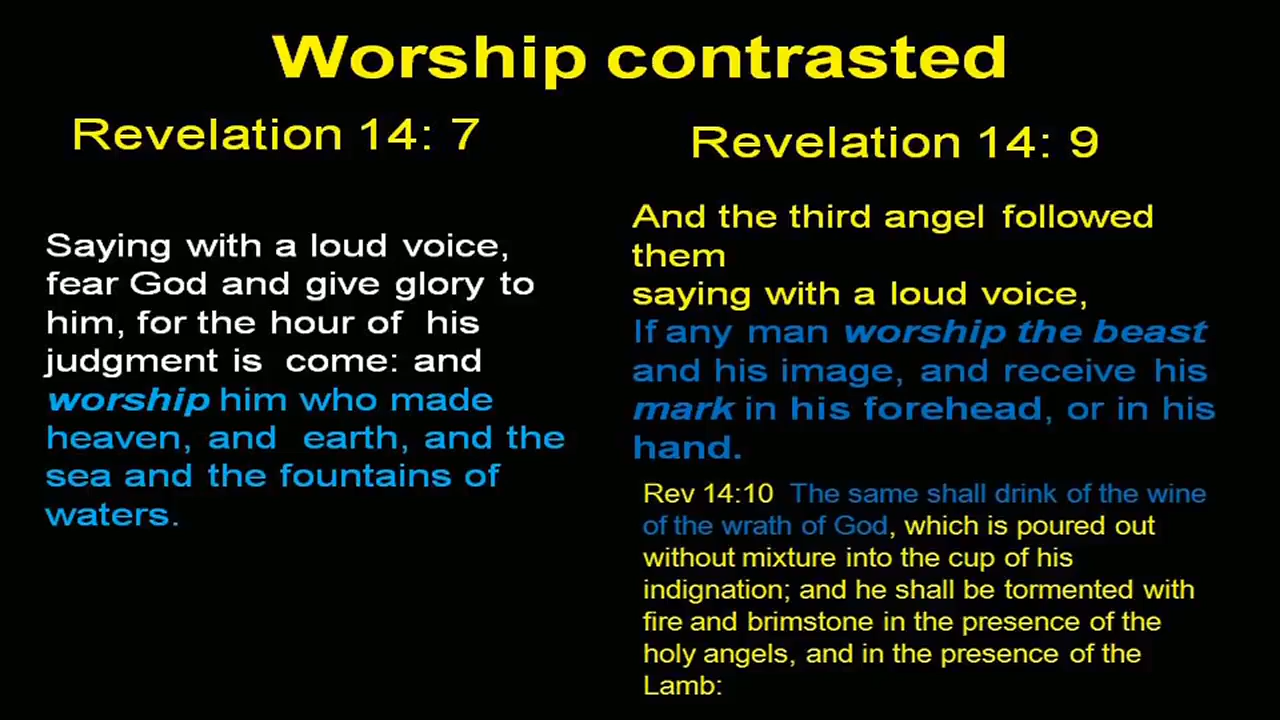 Worship contrasted
Revelation 14: 7
Saying with a loud voice,
fear God and give glory to
him, for the hour of his
judgment is come: and
worship him who made
heaven, and earth, and the
sea and the fountains of
waters.
Revelation 14: 9
And the third angel followed
them
saying with a loud voice,
If any man worship the beast
and his image, and receive his
mark in his forehead, or in his
hand.
Rev 14:10 The same shall drink of the wine
of the wrath of God, which is poured out
without mixture into the cup of his
indignation; and he shall be tormented with
fire and brimstone in the presence of the
holy angels, and in the presence of the
Lamb: